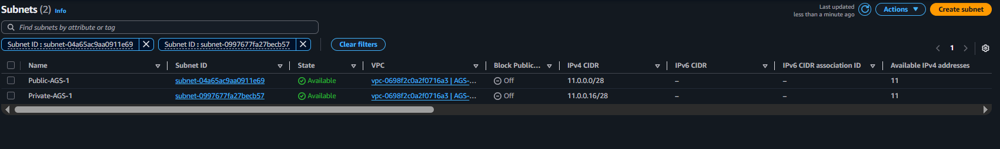 Subnets (2) Info
Last updated
less than a minute ago
Actions
Create subnet
Find subnets by attribute or tag
Subnet ID : subnet-04a65ac9aa0911e69
Subnet ID : subnet-0997677fa27becb57
Clear filters
1
Name Subnet ID State VPC Block Public... IPv4 CIDR IPv6 CIDR IPv6 CIDR association ID Available IPv4 addresses
Public-AGS-1 subnet-04a65ac9aa0911e69 Available vpc-0698f2c0a2f0716a3 | AGS-... Off 11.0.0.0/28 – – 11
Private-AGS-1 subnet-0997677fa27becb57 Available vpc-0698f2c0a2f0716a3 | AGS-... Off 11.0.0.16/28 – – 11